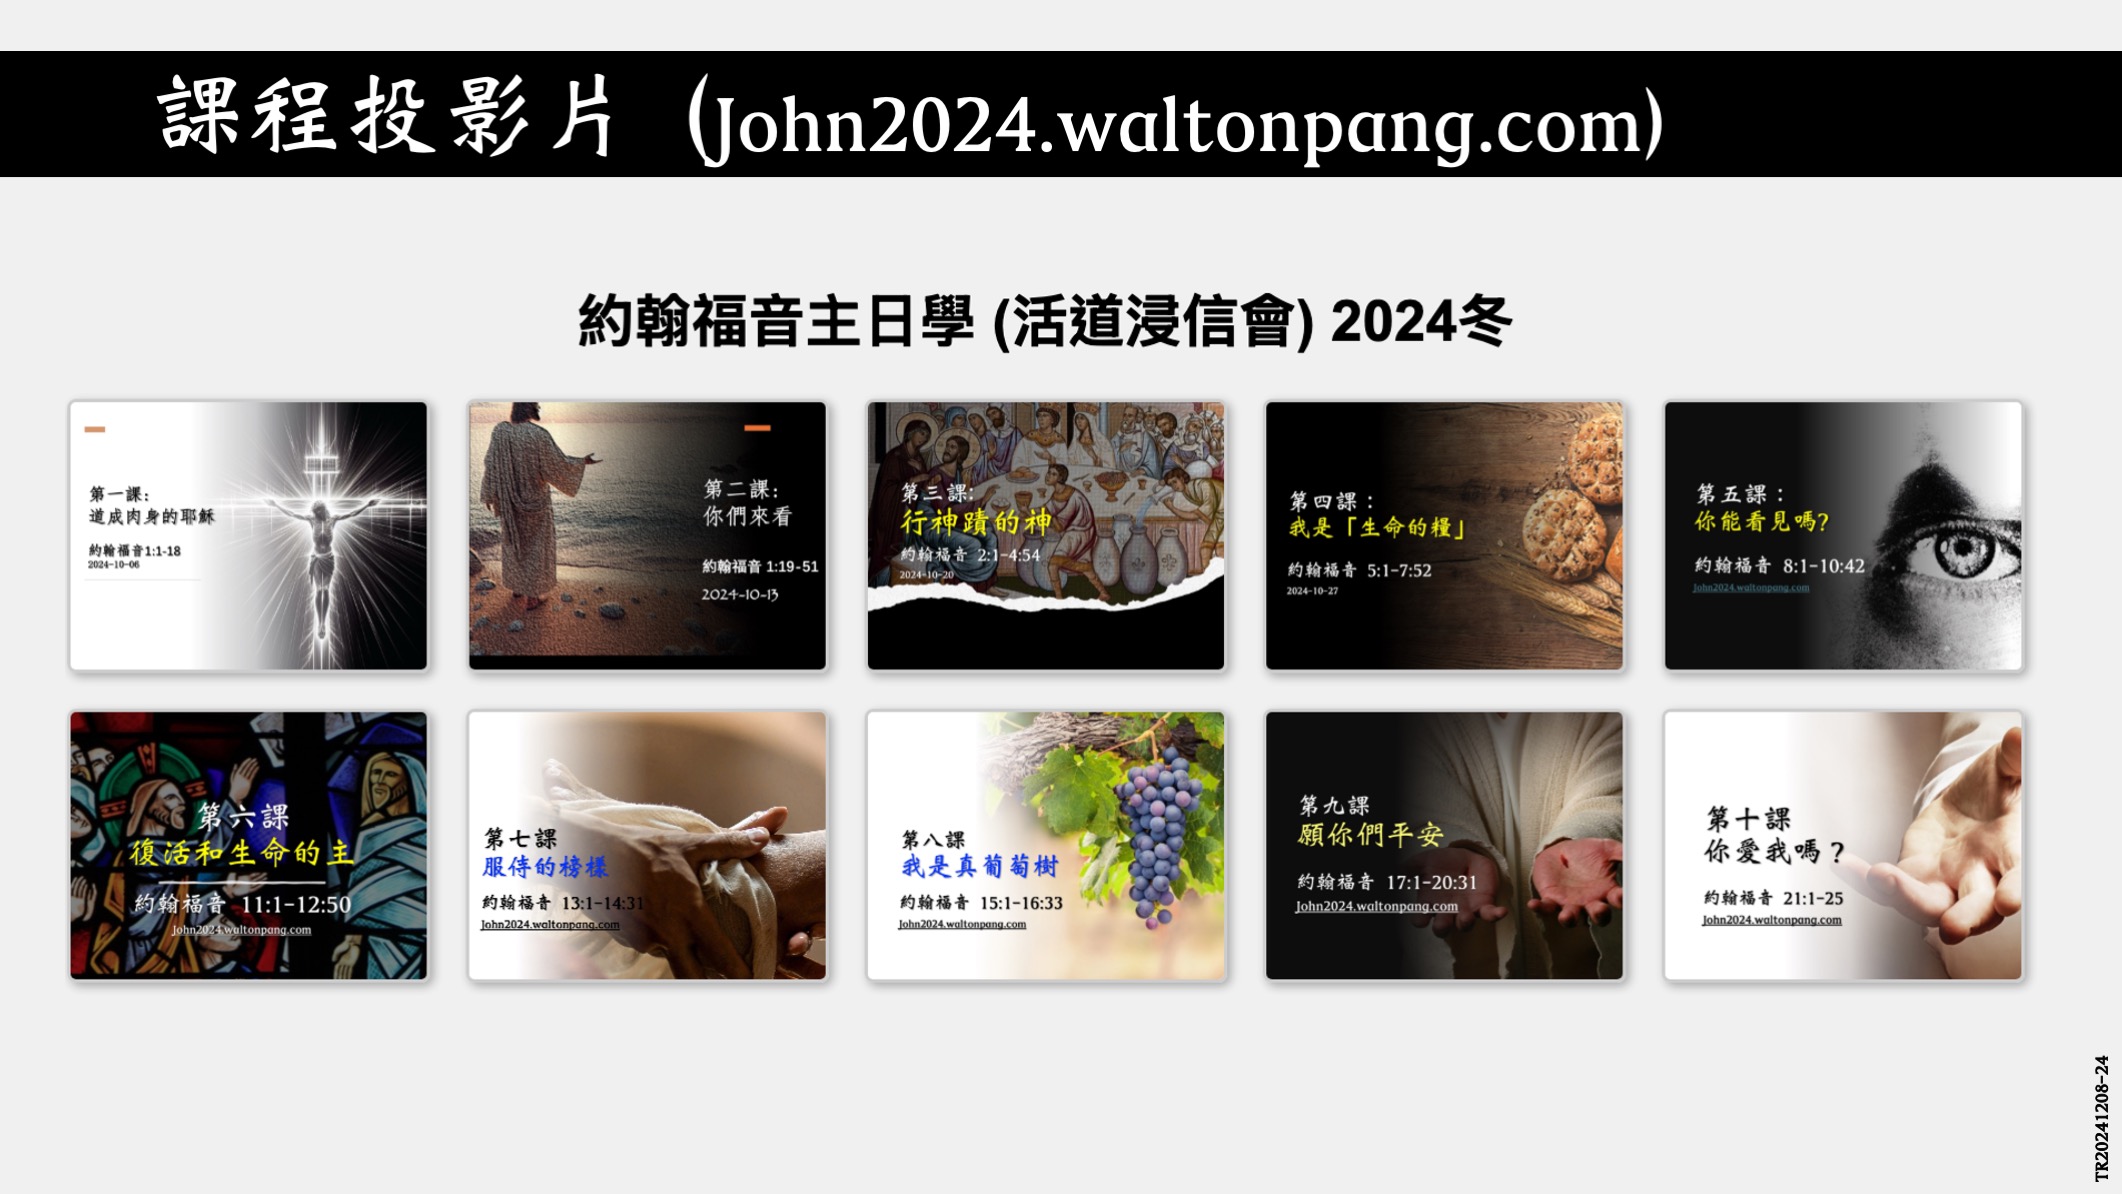 課程投影片 (John2024.waltonpang.com)
約翰福音主日學 (活道浸信會) 2024冬
第一課:
道成肉身的耶穌
約翰福音1:1-18
2024-10-06
第二課:
你們來看
約翰福音 1:19-51
2024-10-13
第三課:
行神蹟的神
約翰福音 2:1-4:54
2024-10-20
第四課：
我是「生命的糧」
約翰福音 5:1-7:52
2024-10-27
第五課：
你能看見嗎?
約翰福音 8:1-10:42
John2024.waltonpang.com
第六課
復活和生命的主
約翰福音 11:1-12:50
John2024.waltonpang.com
第七課
服侍的榜樣
約翰福音 13:1-14:31
John2024.waltonpang.com
第八課
我是真葡萄樹
約翰福音 15:1-16:33
John2024.waltonpang.com
第九課
願你們平安
約翰福音 17:1-20:31
John2024.waltonpang.com
第十課
你愛我嗎？
約翰福音 21:1-25
John2024.waltonpang.com
TR20241208-24